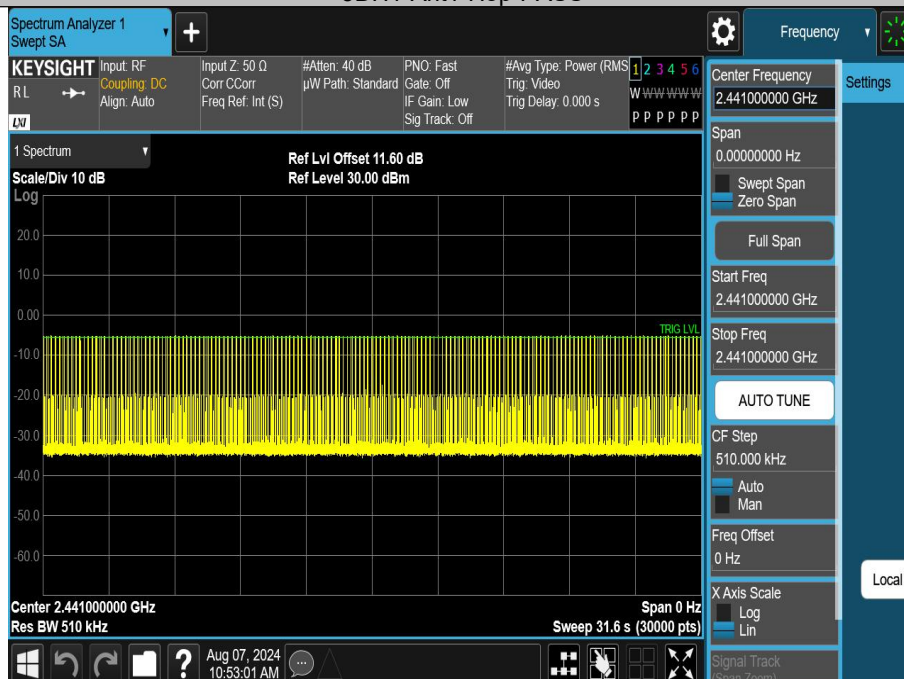 Spectrum Analyzer 1
Swept SA
Frequency
KEYSIGHT
RL
LXI
Input: RF
Coupling: DC
Align: Auto
Input Z: 50 Ω
Corr CCorr
Freq Ref: Int (S)
#Atten: 40 dB
µW Path: Standard
PNO: Fast
Gate: Off
IF Gain: Low
Sig Track: Off
#Avg Type: Power (RMS
Trig: Video
Trig Delay: 0.000 s
1 2 3 4 5 6
W W W W W W
P P P P P P
1 Spectrum
Scale/Div 10 dB
Log
Ref Lvl Offset 11.60 dB
Ref Level 30.00 dBm
20.0
10.0
0.00
-10.0
-20.0
-30.0
-40.0
-50.0
-60.0
TRIG LVL
Center 2.441000000 GHz
Res BW 510 kHz
Span 0 Hz
Sweep 31.6 s (30000 pts)
Center Frequency
2.441000000 GHz
Settings
Span
0.00000000 Hz
Swept Span
Zero Span
Full Span
Start Freq
2.441000000 GHz
Stop Freq
2.441000000 GHz
AUTO TUNE
CF Step
510.000 kHz
Auto
Man
Freq Offset
0 Hz
Local
X Axis Scale
Log
Lin
Signal Track
(Span Zoom)
?
Aug 07, 2024
10:53:01 AM